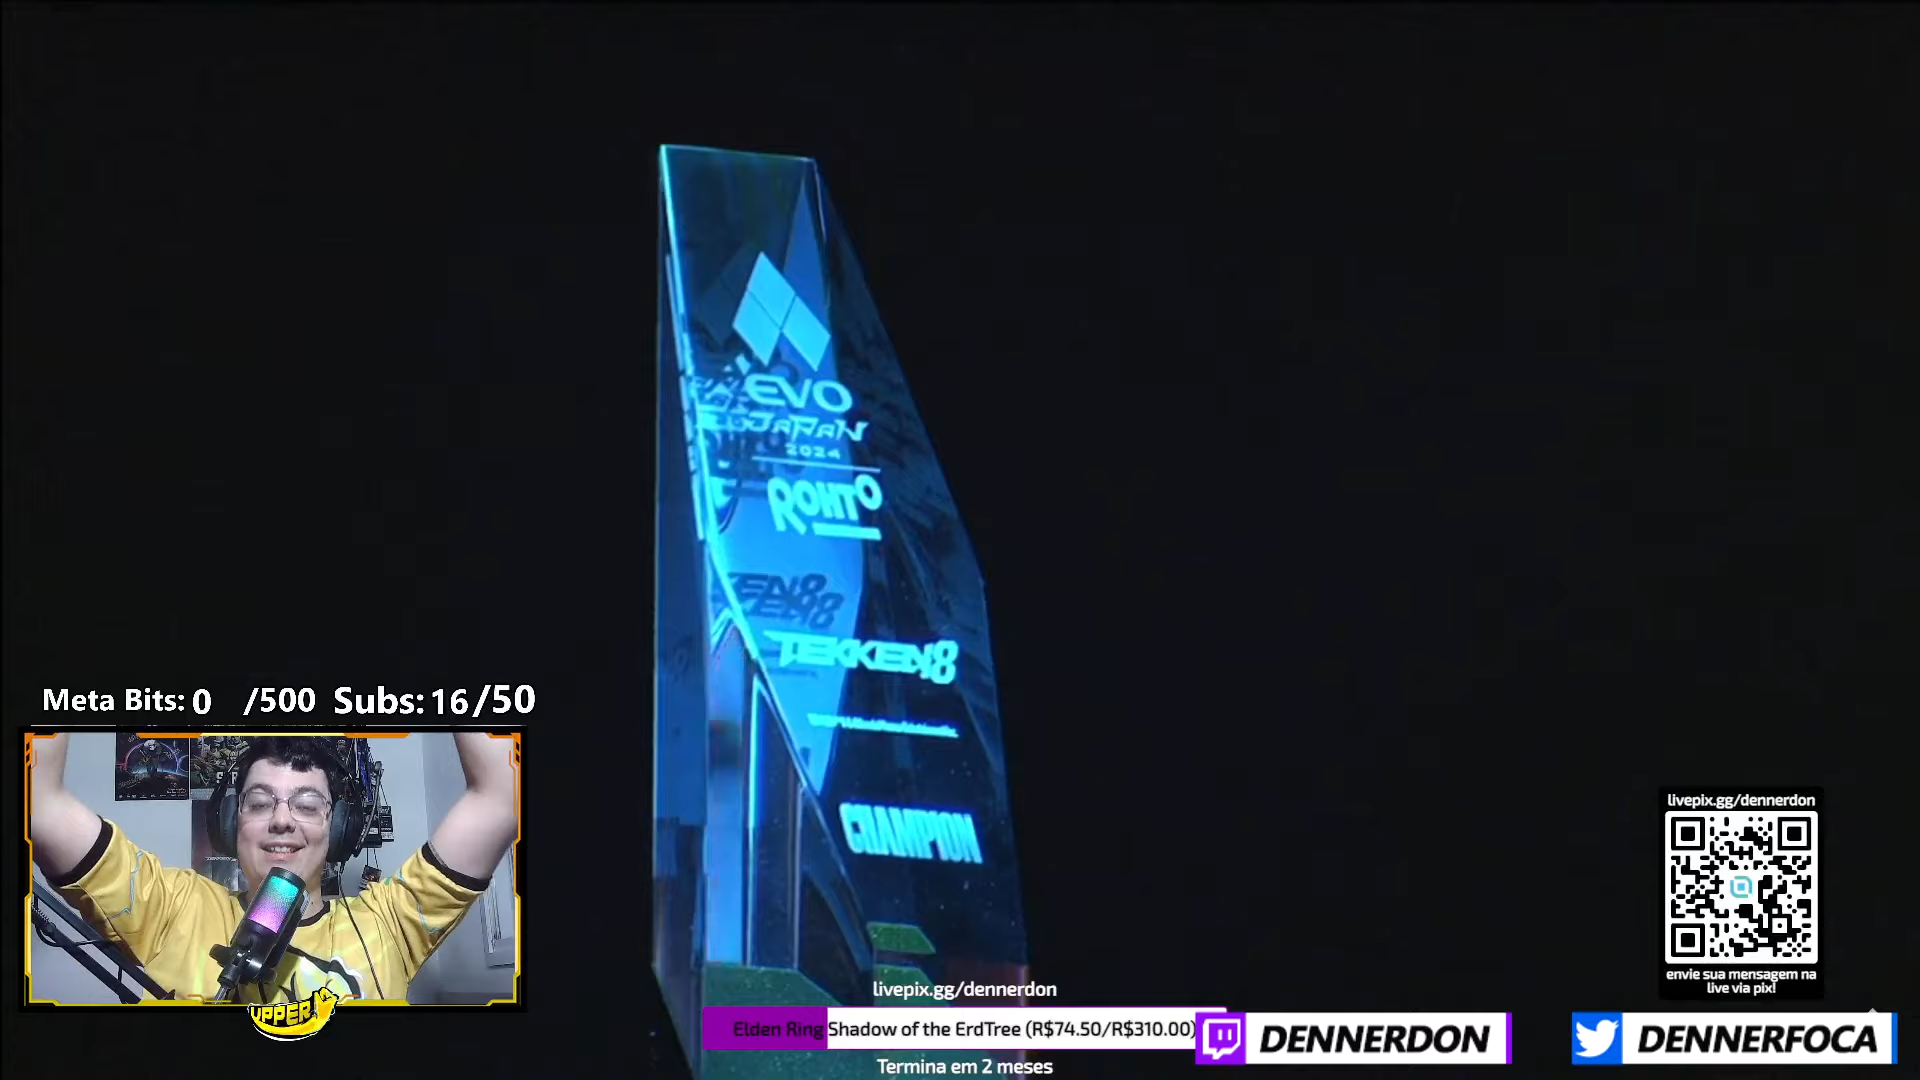 EVO
JAPAN
2024
ROHTO
TEKKEN8
CHAMPION
Meta Bits: 0 /500 Subs: 16/50
UPPER
livepix.gg/dennerdon
envie sua mensagem na
live via pix!
livepix.gg/dennerdon
Elden Ring Shadow of the ErdTree (R$74.50/R$310.00)
Termina em 2 meses
DENNERDON
DENNERFOCA